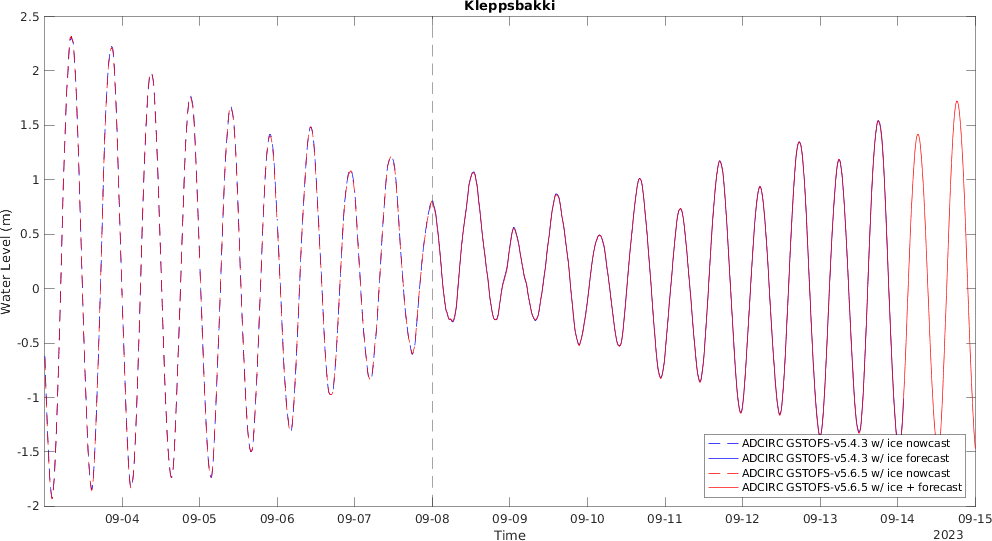 Kleppsbakki
2.5
2
1.5
1
0.5
0
-0.5
-1
-1.5
-2
Water Level (m)
09-04 09-05 09-06 09-07 09-08 09-09 09-10 09-11 09-12 09-13 09-14 09-15
Time
2023
ADCIRC GSTOFS-v5.4.3 w/ ice nowcast
ADCIRC GSTOFS-v5.4.3 w/ ice forecast
ADCIRC GSTOFS-v5.6.5 w/ ice nowcast
ADCIRC GSTOFS-v5.6.5 w/ ice + forecast